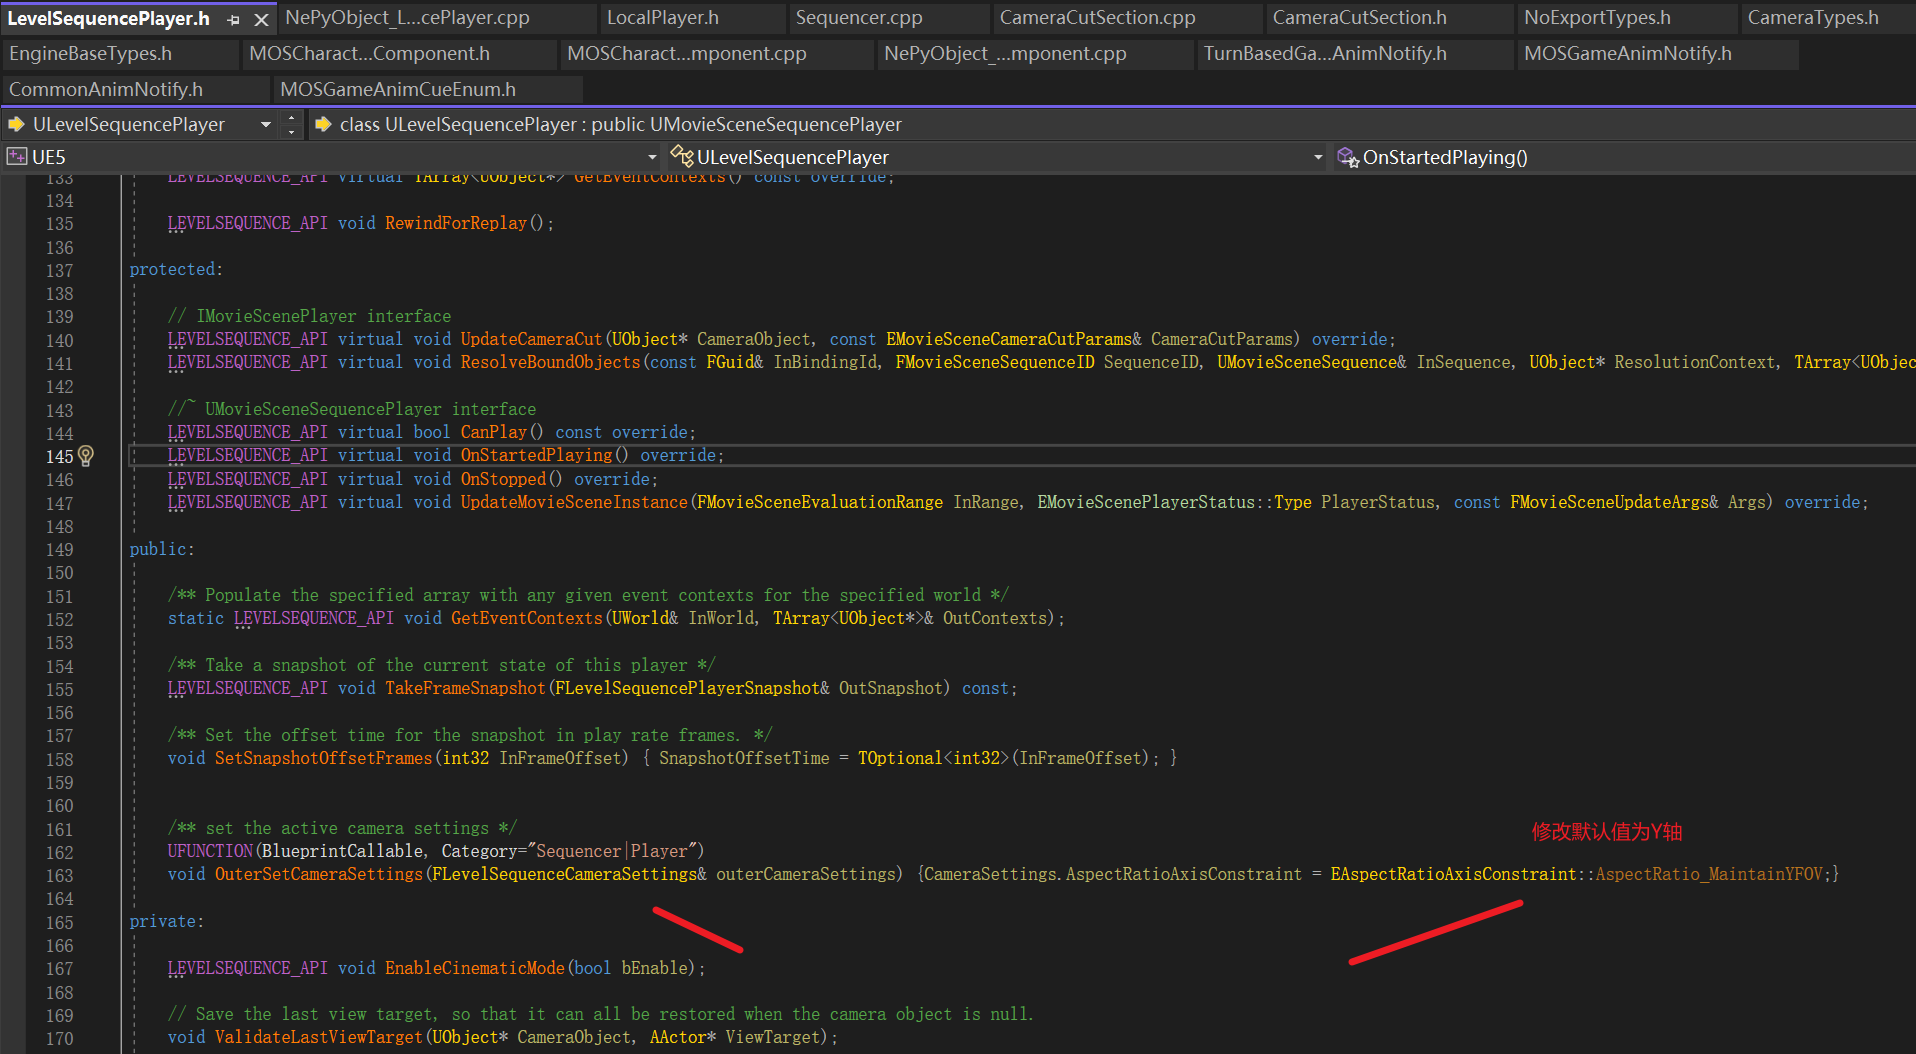 LevelSequencePlayer.h
NePyObject_L...cePlayer.cpp
LocalPlayer.h
Sequencer.cpp
CameraCutSection.cpp
CameraCutSection.h
NoExportTypes.h
CameraTypes.h
EngineBaseTypes.h
MOSCharact...Component.h
MOSCharact...mponent.cpp
NePyObject_...mponent.cpp
TurnBasedGa...AnimNotify.h
MOSGameAnimNotify.h
CommonAnimNotify.h
MOSGameAnimCueEnum.h
ULevelSequencePlayer
class ULevelSequencePlayer : public UMovieSceneSequencePlayer
UE5
ULevelSequencePlayer
OnStartedPlaying()
133 LEVELSEQUENCE_API virtual TArray<UObject*> GetEventContexts() const override;
134
135 LEVELSEQUENCE_API void RewindForReplay();
136
137 protected:
138
139 // IMovieScenePlayer interface
140 LEVELSEQUENCE_API virtual void UpdateCameraCut(UObject* CameraObject, const EMovieSceneCameraCutParams& CameraCutParams) override;
141 LEVELSEQUENCE_API virtual void ResolveBoundObjects(const FGuid& InBindingId, FMovieSceneSequenceID SequenceID, UMovieSceneSequence& InSequence, UObject* ResolutionContext, TArray<UObjec
142
143 //~ UMovieSceneSequencePlayer interface
144 LEVELSEQUENCE_API virtual bool CanPlay() const override;
145 LEVELSEQUENCE_API virtual void OnStartedPlaying() override;
146 LEVELSEQUENCE_API virtual void OnStopped() override;
147 LEVELSEQUENCE_API virtual void UpdateMovieSceneInstance(FMovieSceneEvaluationRange InRange, EMovieScenePlayerStatus::Type PlayerStatus, const FMovieSceneUpdateArgs& Args) override;
148
149 public:
150
151 /** Populate the specified array with any given event contexts for the specified world */
152 static LEVELSEQUENCE_API void GetEventContexts(UWorld& InWorld, TArray<UObject*>& OutContexts);
153
154 /** Take a snapshot of the current state of this player */
155 LEVELSEQUENCE_API void TakeFrameSnapshot(FLevelSequencePlayerSnapshot& OutSnapshot) const;
156
157 /** Set the offset time for the snapshot in play rate frames. */
158 void SetSnapshotOffsetFrames(int32 InFrameOffset) { SnapshotOffsetTime = TOptional<int32>(InFrameOffset); }
159
160
161 /** set the active camera settings */
修改默认值为Y轴
162 UFUNCTION(BlueprintCallable, Category="Sequencer|Player")
163 void OuterSetCameraSettings(FLevelSequenceCameraSettings& outerCameraSettings) {CameraSettings.AspectRatioAxisConstraint = EAspectRatioAxisConstraint::AspectRatio_MaintainYFOV;}
164
165 private:
166
167 LEVELSEQUENCE_API void EnableCinematicMode(bool bEnable);
168
169 // Save the last view target, so that it can all be restored when the camera object is null.
170 void ValidateLastViewTarget(UObject* CameraObject, AActor* ViewTarget);